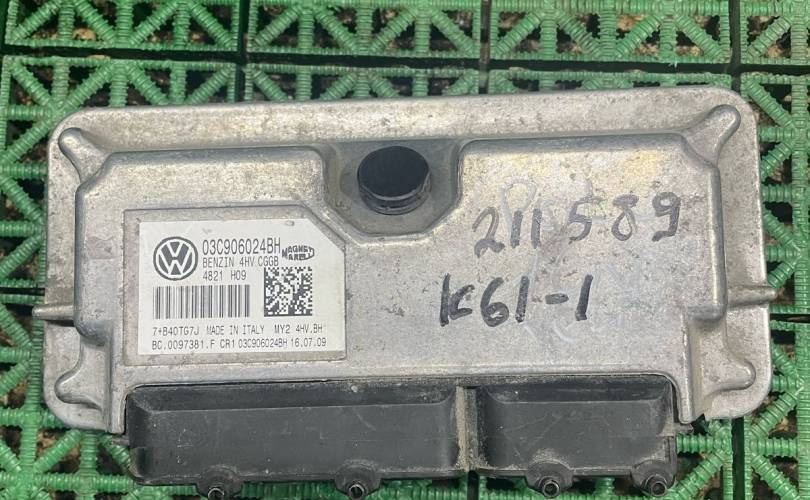 03C906024BH
MAGNETI
MARELLI
BENZIN 4HV.CGGB
4821 H09
7+B40TG7J MADE IN ITALY MY2 4HV.BH
BC.0097381.F CR1 03C906024BH 16.07.09
211589
K61-1